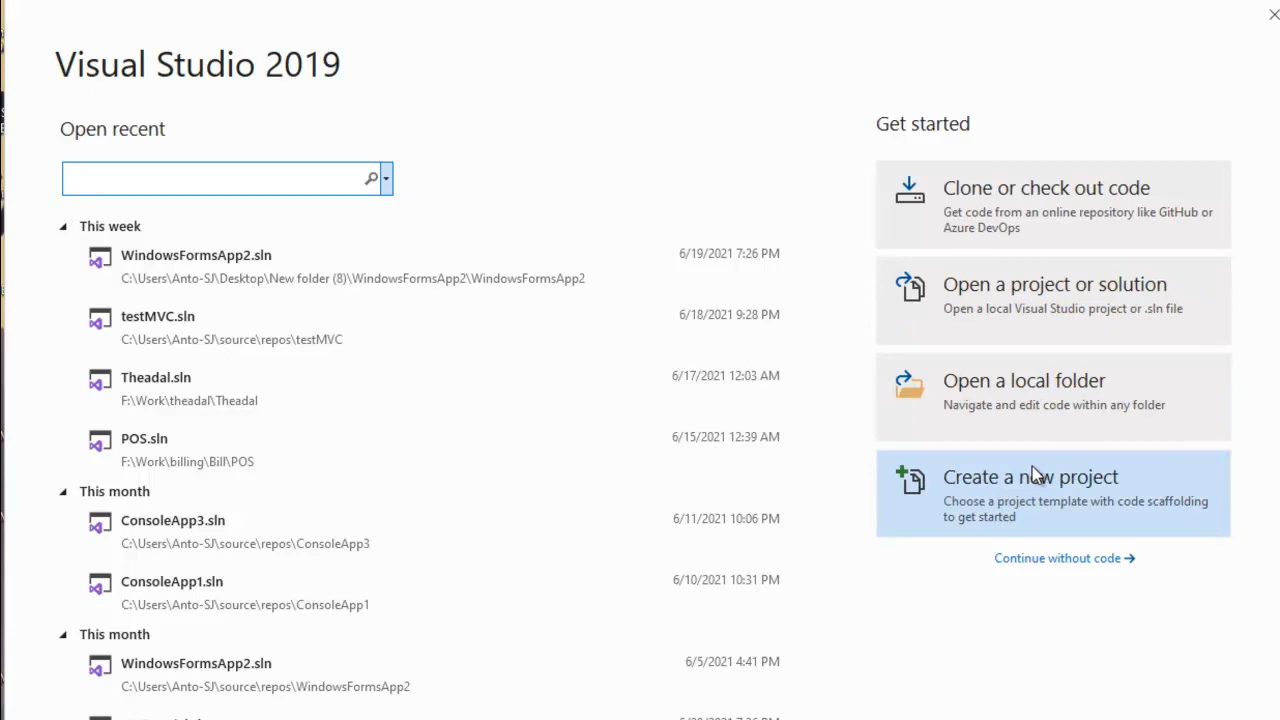 Visual Studio 2019
Open recent
This week
WindowsFormsApp2.sln
6/19/2021 7:26 PM
C:\Users\Anto-SJ\Desktop\New folder (8)\WindowsFormsApp2\WindowsFormsApp2
testMVC.sln
6/18/2021 9:28 PM
C:\Users\Anto-SJ\source\repos\testMVC
Theadal.sln
6/17/2021 12:03 AM
F:\Work\theadal\Theadal
POS.sln
6/15/2021 12:39 AM
F:\Work\billing\Bill\POS
This month
ConsoleApp3.sln
6/11/2021 10:06 PM
C:\Users\Anto-SJ\source\repos\ConsoleApp3
ConsoleApp1.sln
6/10/2021 10:31 PM
C:\Users\Anto-SJ\source\repos\ConsoleApp1
This month
WindowsFormsApp2.sln
6/5/2021 4:41 PM
C:\Users\Anto-SJ\source\repos\WindowsFormsApp2
Get started
Clone or check out code
Get code from an online repository like GitHub or
Azure DevOps
Open a project or solution
Open a local Visual Studio project or .sln file
Open a local folder
Navigate and edit code within any folder
Create a new project
Choose a project template with code scaffolding
to get started
Continue without code